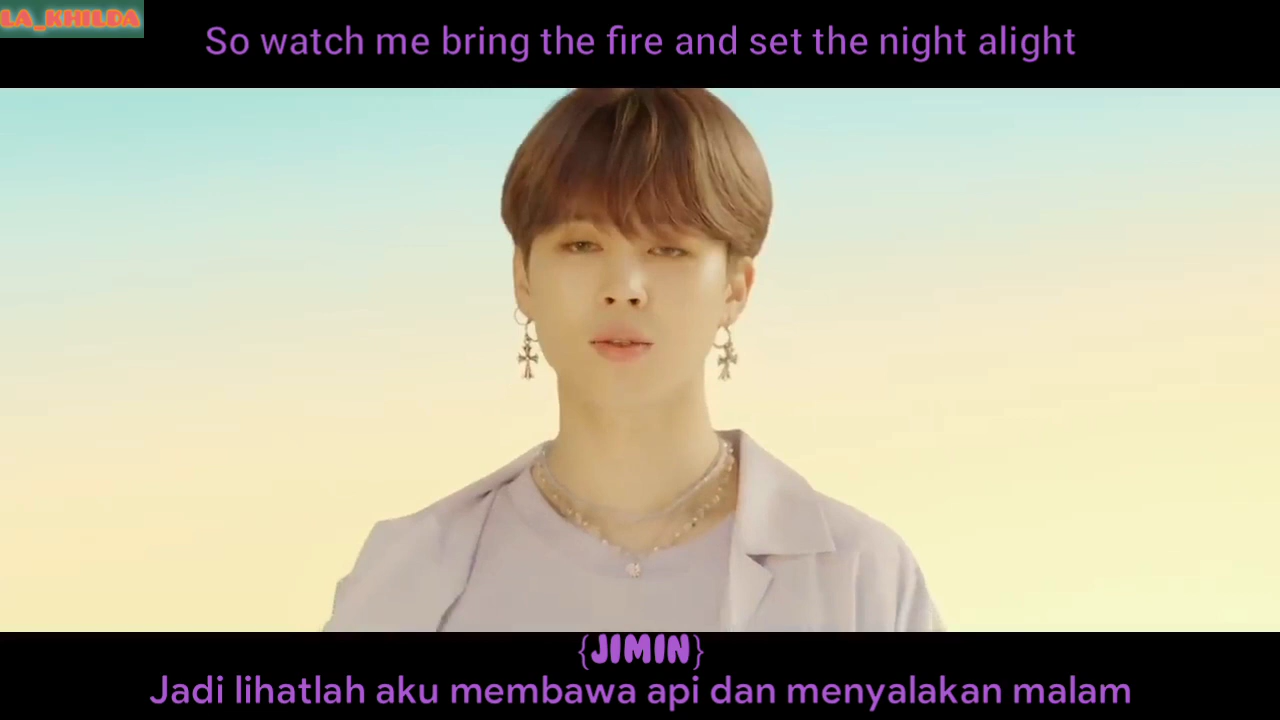 LA_KHILDA
So watch me bring the fire and set the night alight
{JIMIN}
Jadi lihatlah aku membawa api dan menyalakan malam